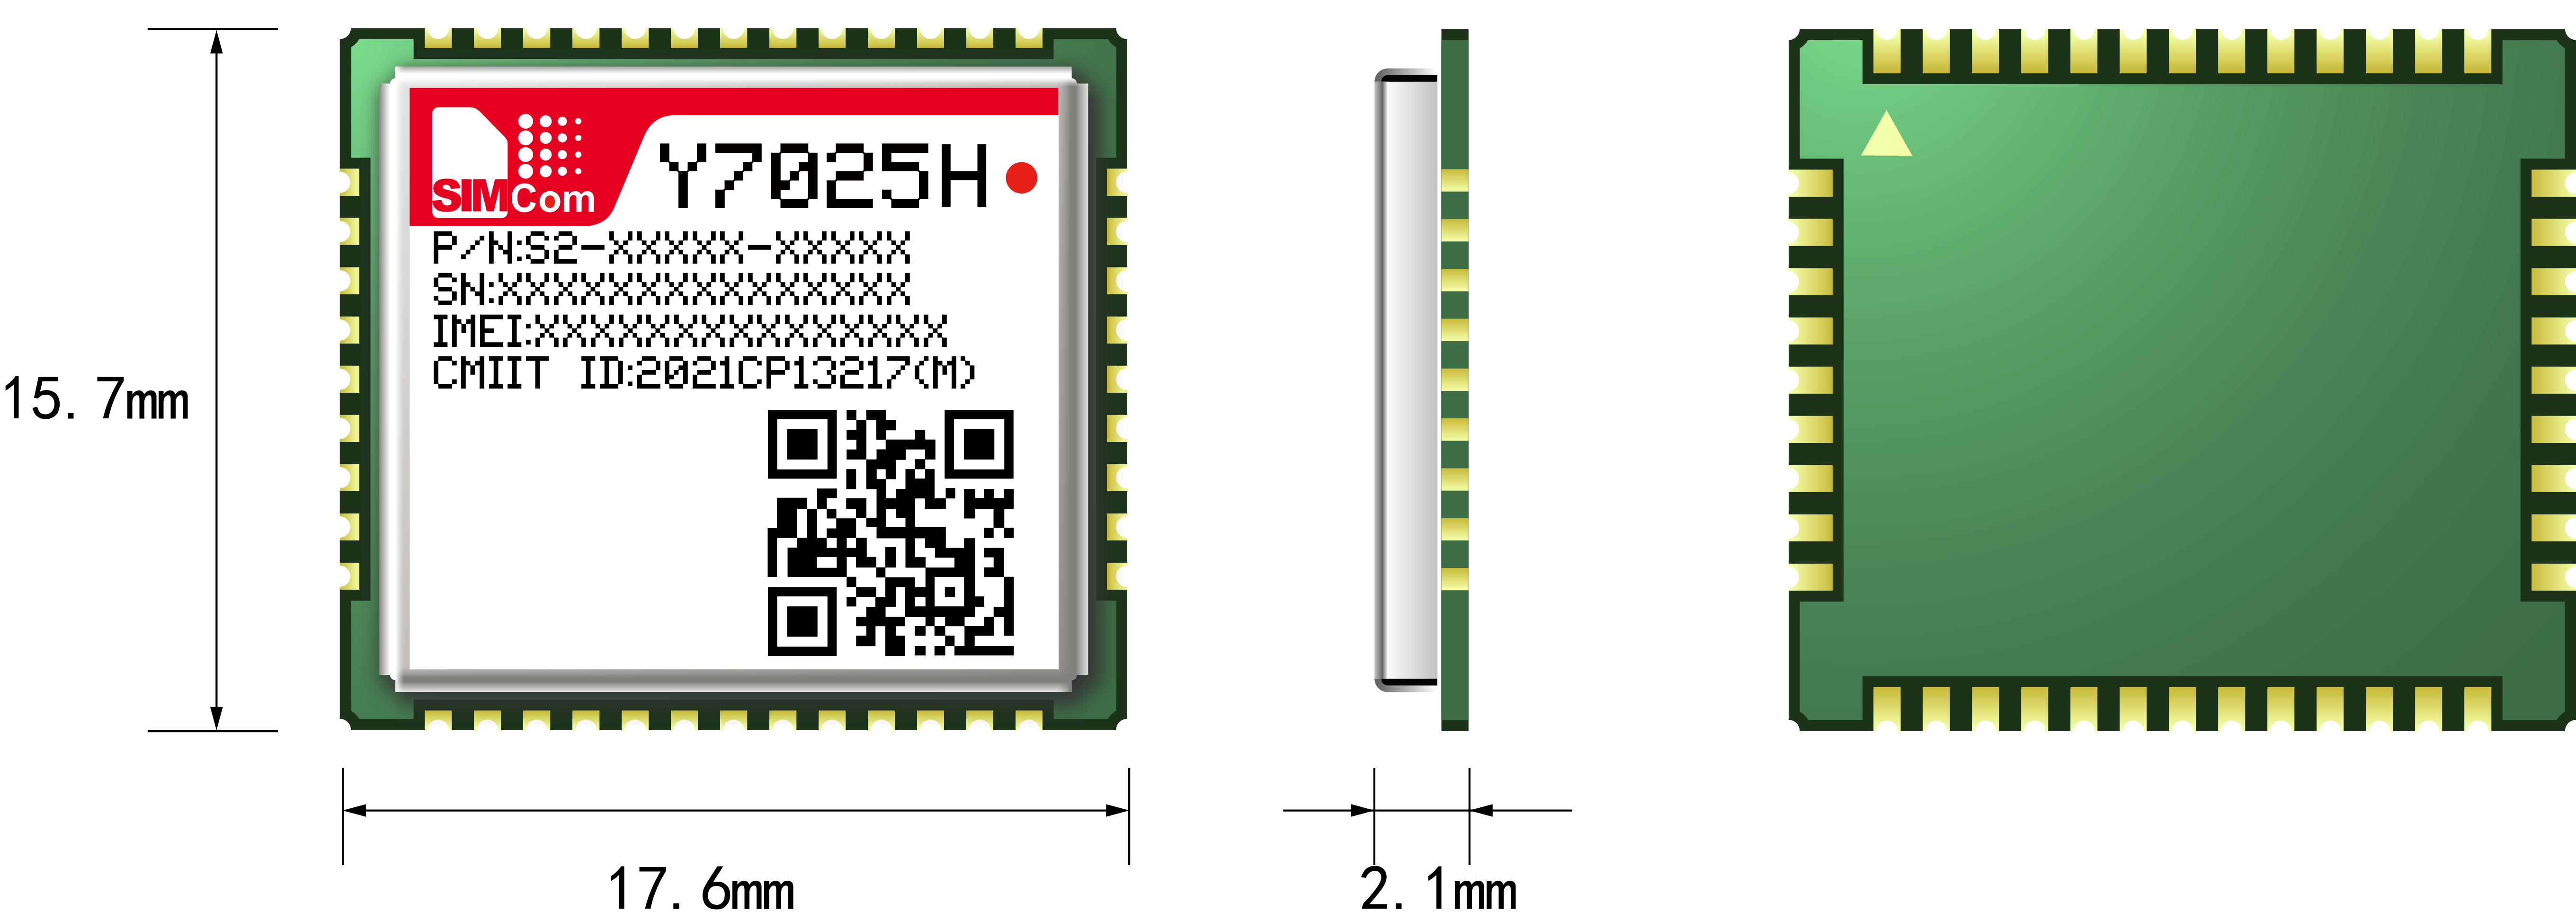 SIMCom
Y7025H
P/N:S2-XXXXX-XXXXX
SN:XXXXXXXXXXXXXXX
IMEI:XXXXXXXXXXXXXXX
CMIIT ID:2021CP13217(M)
15.7mm
17.6mm
2.1mm